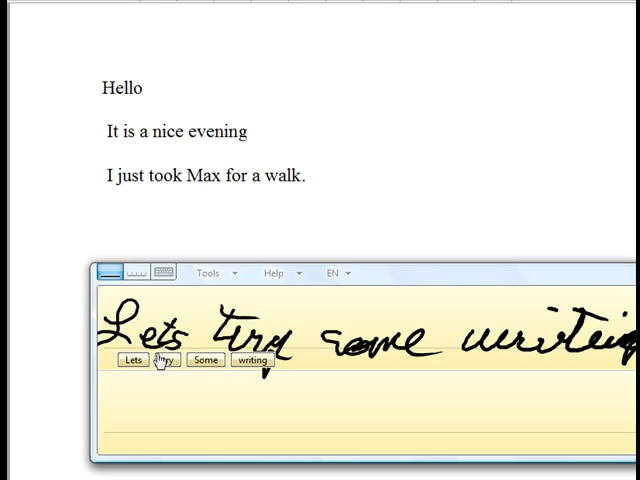 Hello
It is a nice evening
I just took Max for a walk.
Tools Help EN
Lets try some writing
Lets Some writing